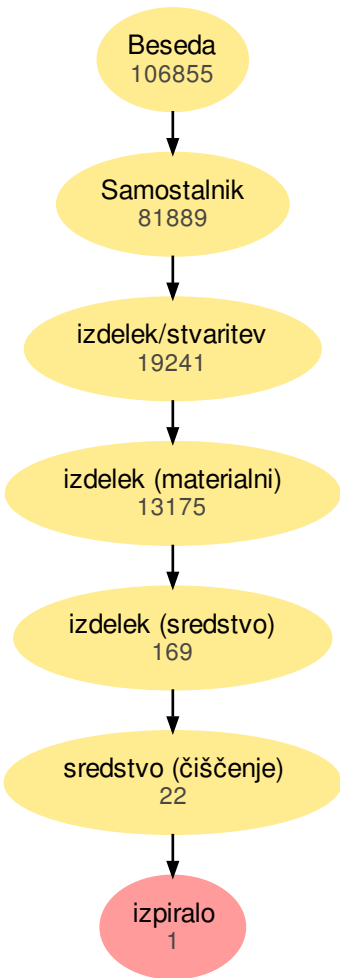 Beseda
106855
Samostalnik
81889
izdelek/stvaritev
19241
izdelek (materialni)
13175
izdelek (sredstvo)
169
sredstvo (čiščenje)
22
izpiralo
1